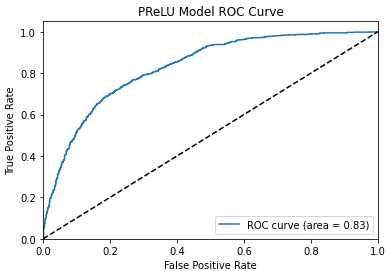 PReLU Model ROC Curve
1.0
0.8
0.6
0.4
0.2
0.0
True Positive Rate
ROC curve (area = 0.83)
0.0 0.2 0.4 0.6 0.8 1.0
False Positive Rate